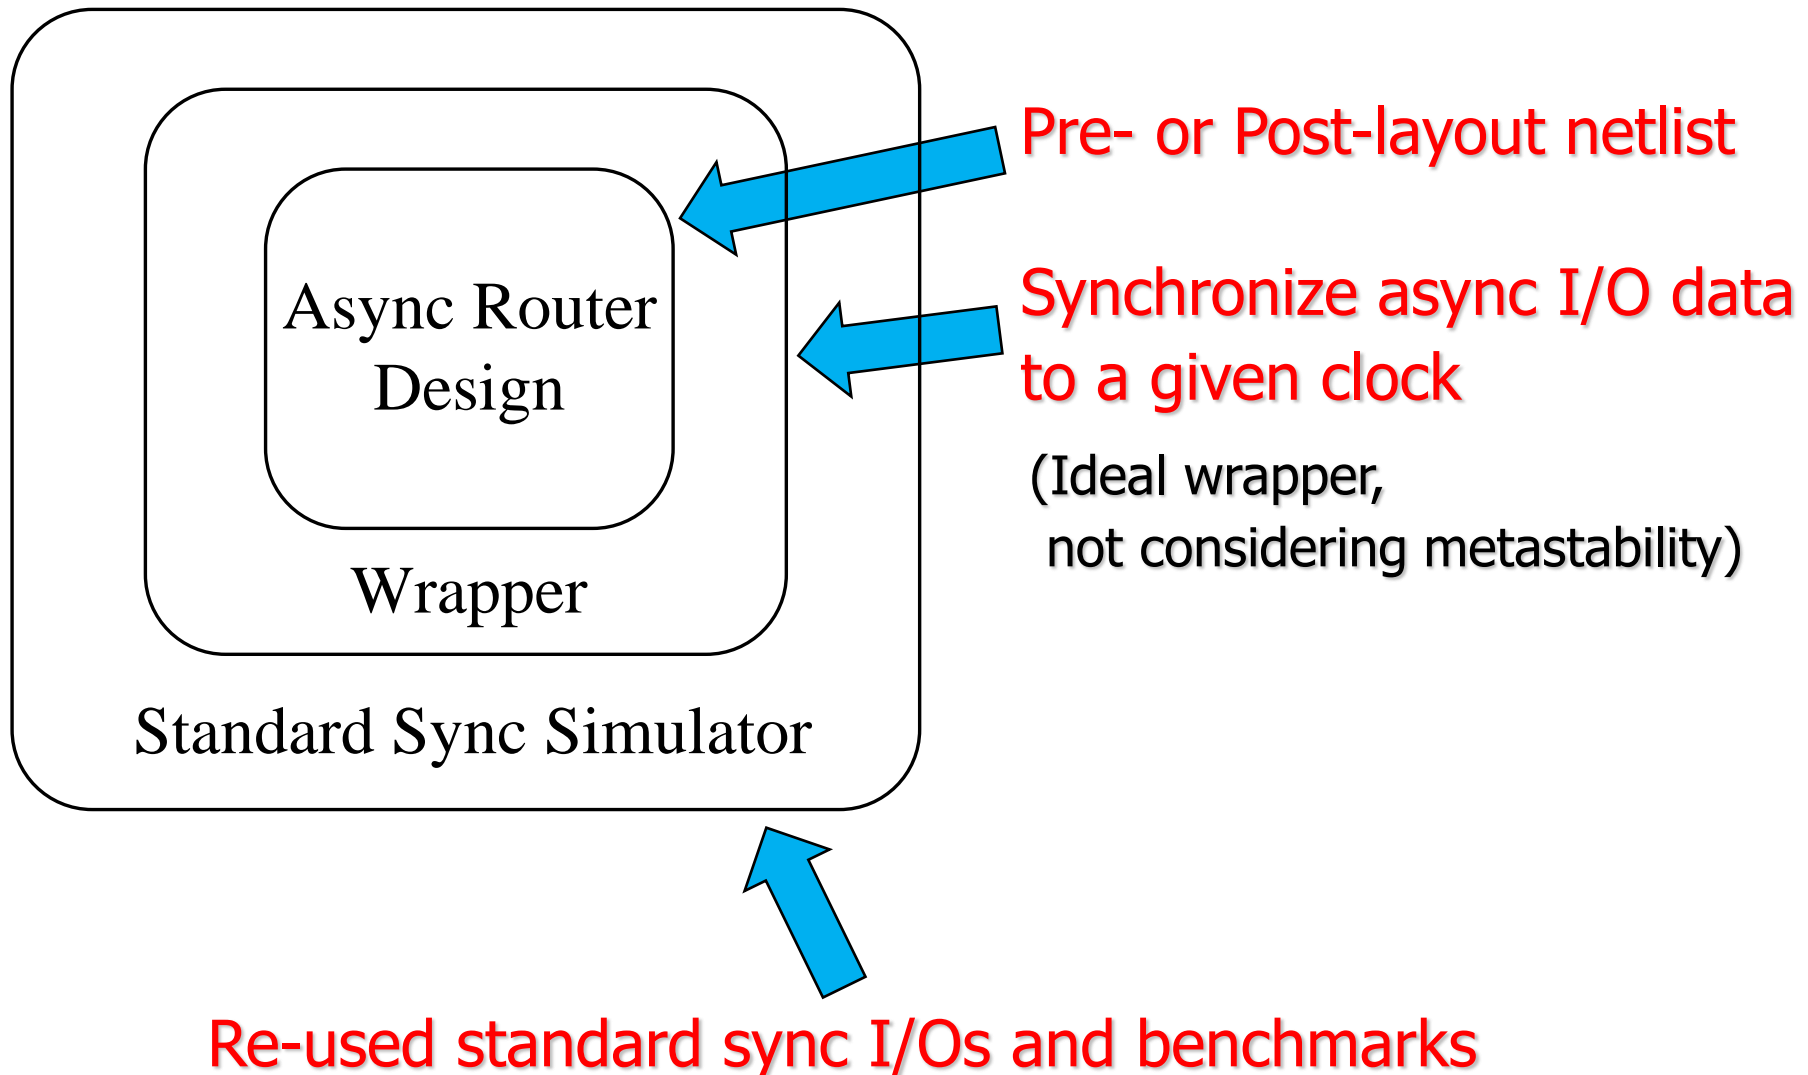 Pre- or Post-layout netlist
Async Router
Design
Synchronize async I/O data
to a given clock
(Ideal wrapper,
not considering metastability)
Wrapper
Standard Sync Simulator
Re-used standard sync I/Os and benchmarks